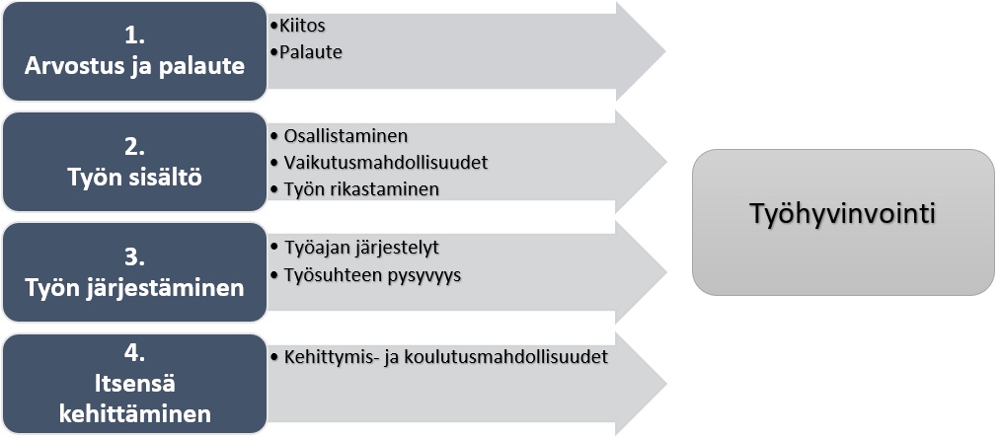 1.
Arvostus ja palaute
•Kiitos
•Palaute
2.
Työn sisältö
• Osallistaminen
• Vaikutusmahdollisuudet
• Työn rikastaminen
3.
Työn järjestäminen
• Työajan järjestelyt
• Työsuhteen pysyvyys
4.
Itsensä
kehittäminen
• Kehittymis- ja koulutusmahdollisuudet
Työhyvinvointi